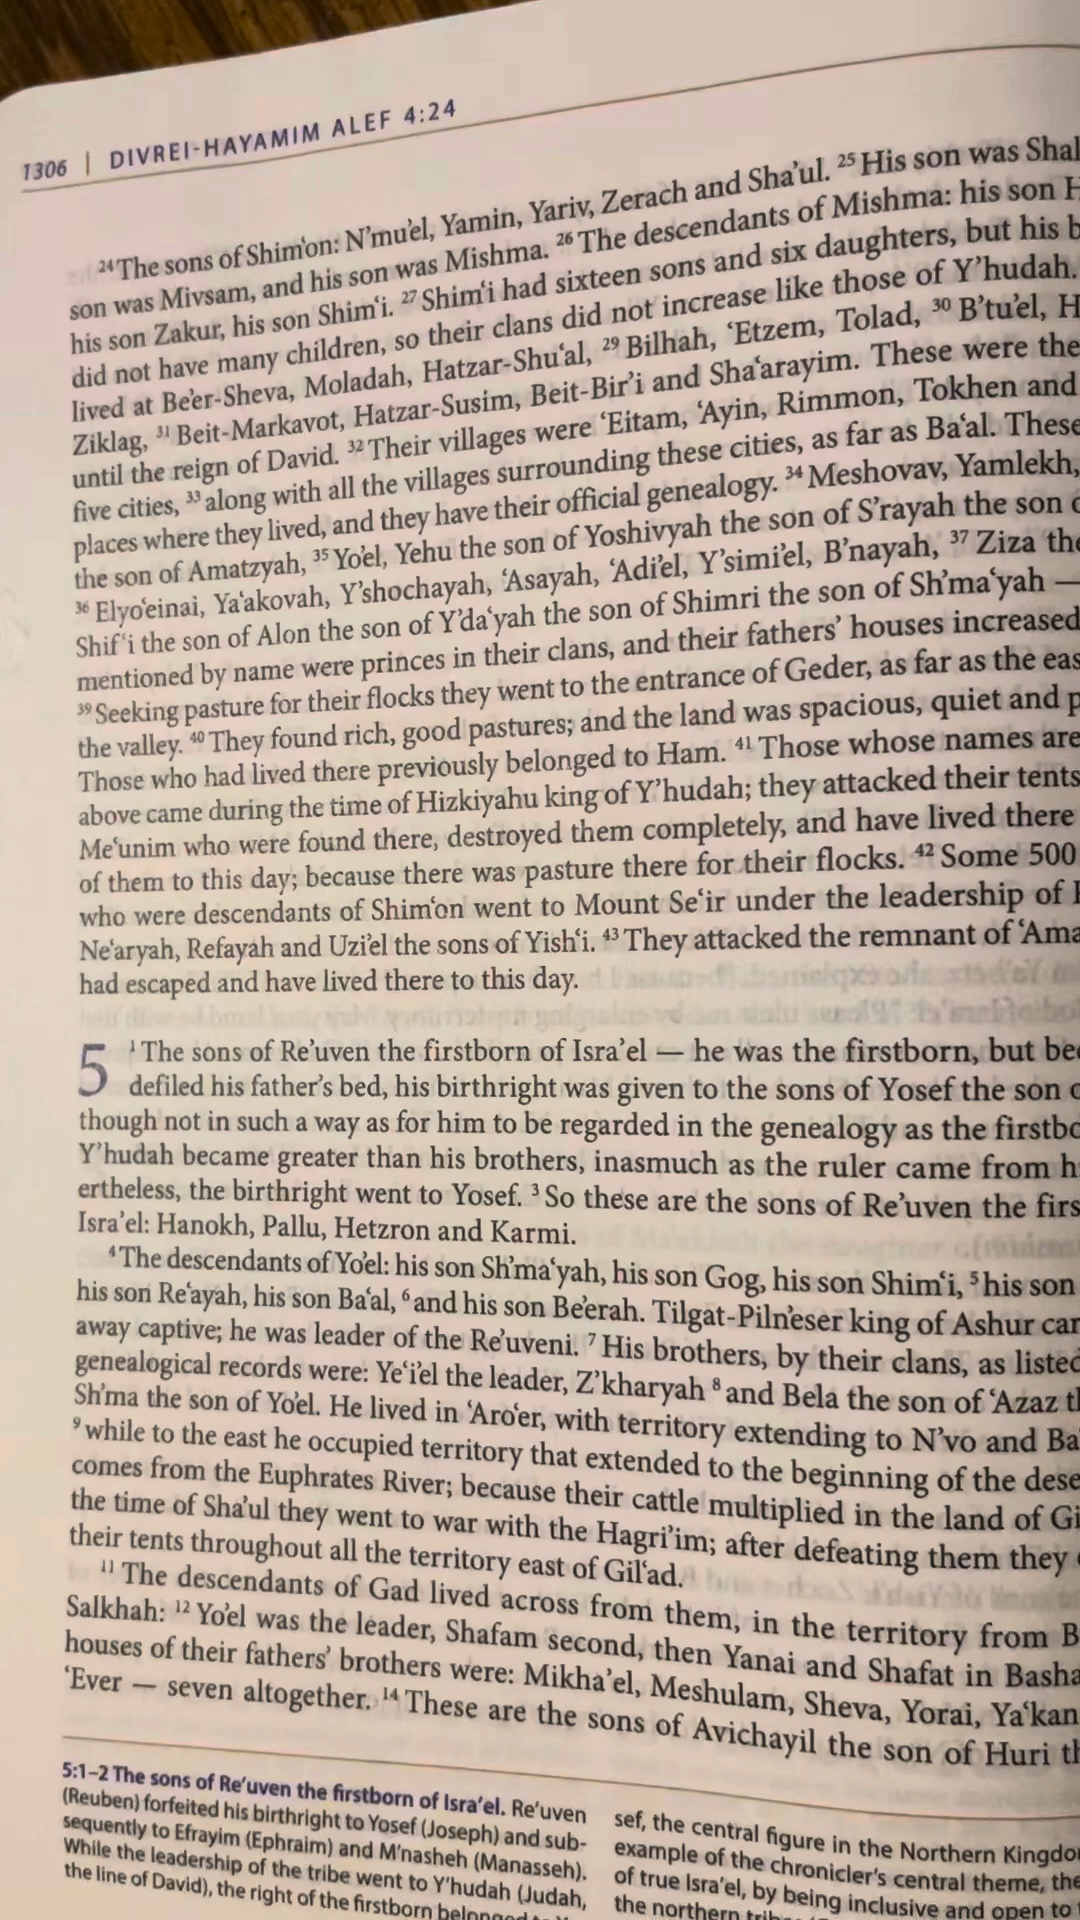 1306 | DIVREI-HAYAMIM ALEF 4:24
24 The sons of Shim‘on: N’mu’el, Yamin, Yariv, Zerach and Sha’ul. 25 His son was
son was Mivsam, and his son was Mishma. 26 The descendants of Mishma: his son
his son Zakur, his son Shim‘i. 27 Shim‘i had sixteen sons and six daughters, but his
did not have many children, so their clans did not increase like those of Y’hudah.
lived at Be’er-Sheva, Moladah, Hatzar-Shu‘al, 29 Bilhah, ‘Etzem, Tolad, 30 B’tu’el,
Ziklag, 31 Beit-Markavot, Hatzar-Susim, Beit-Bir’i and Sha‘arayim. These were the
until the reign of David. 32 Their villages were ‘Eitam, ‘Ayin, Rimmon, Tokhen and
five cities, 33 along with all the villages surrounding these cities, as far as Ba‘al. These
places where they lived, and they have their official genealogy. 34 Meshovav, Yamlekh,
the son of Amatzyah, 35 Yo’el, Yehu the son of Yoshivyah the son of S’rayah the son
36 Elyo‘einai, Ya‘akovah, Y’shochayah, ‘Asayah, ‘Adi’el, Y’simi’el, B’nayah, 37 Ziza the
Shif‘i the son of Alon the son of Y’da‘yah the son of Shimri the son of Sh’ma‘yah —
mentioned by name were princes in their clans, and their fathers’ houses increased
39 Seeking pasture for their flocks they went to the entrance of Geder, as far as the
the valley. 40 They found rich, good pastures; and the land was spacious, quiet and
Those who had lived there previously belonged to Ham. 41 Those whose names are
above came during the time of Hizkiyahu king of Y’hudah; they attacked their tents
Me‘unim who were found there, destroyed them completely, and have lived there
of them to this day; because there was pasture there for their flocks. 42 Some 500
who were descendants of Shim‘on went to Mount Se‘ir under the leadership of
Ne‘aryah, Refayah and Uzi’el the sons of Yish‘i. 43 They attacked the remnant of
had escaped and have lived there to this day.
5 1 The sons of Re’uven the firstborn of Isra’el — he was the firstborn, but
defiled his father’s bed, his birthright was given to the sons of Yosef the son
though not in such a way as for him to be regarded in the genealogy as the
Y’hudah became greater than his brothers, inasmuch as the ruler came from
ertheless, the birthright went to Yosef. 3 So these are the sons of Re’uven the
Isra’el: Hanokh, Pallu, Hetzron and Karmi.
4 The descendants of Yo’el: his son Sh’ma‘yah, his son Gog, his son Shim‘i, 5 his son
his son Re’ayah, his son Ba‘al, 6 and his son Be’erah. Tilgat-Piln’eser king of Ashur
away captive; he was leader of the Re’uveni. 7 His brothers, by their clans, as listed
genealogical records were: Ye‘i’el the leader, Z’kharyah 8 and Bela the son of ‘Azaz
Sh’ma the son of Yo’el. He lived in ‘Aro‘er, with territory extending to N’vo and
9 while to the east he occupied territory that extended to the beginning of the
comes from the Euphrates River; because their cattle multiplied in the land of
the time of Sha’ul they went to war with the Hagri’im; after defeating them they
their tents throughout all the territory east of Gil‘ad.
11 The descendants of Gad lived across from them, in the territory from
Salkhah: 12 Yo’el was the leader, Shafam second, then Yanai and Shafat in
houses of their fathers’ brothers were: Mikha’el, Meshulam, Sheva, Yorai, Ya‘kan
‘Ever — seven altogether. 14 These are the sons of Avichayil the son of Huri
5:1–2 The sons of Re’uven the firstborn of Isra’el. Re’uven
(Reuben) forfeited his birthright to Yosef (Joseph) and sub-
sequently to Efrayim (Ephraim) and M’nasheh (Manasseh).
While the leadership of the tribe went to Y’hudah (Judah,
the line of David), the right of the firstborn
sef, the central figure in the Northern
example of the chronicler’s central theme, the
of true Isra’el, by being inclusive and open to
the northern